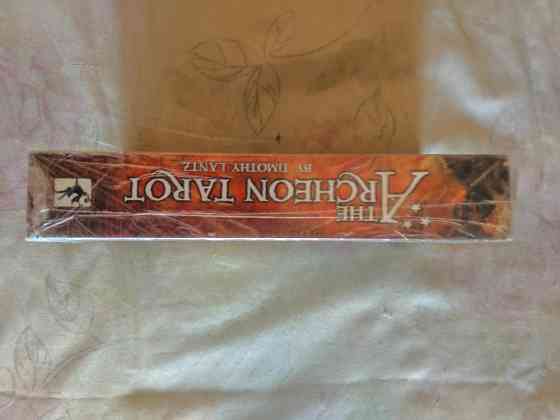 THE
ARCHEON TAROT
BY TIMOTHY LANTZ